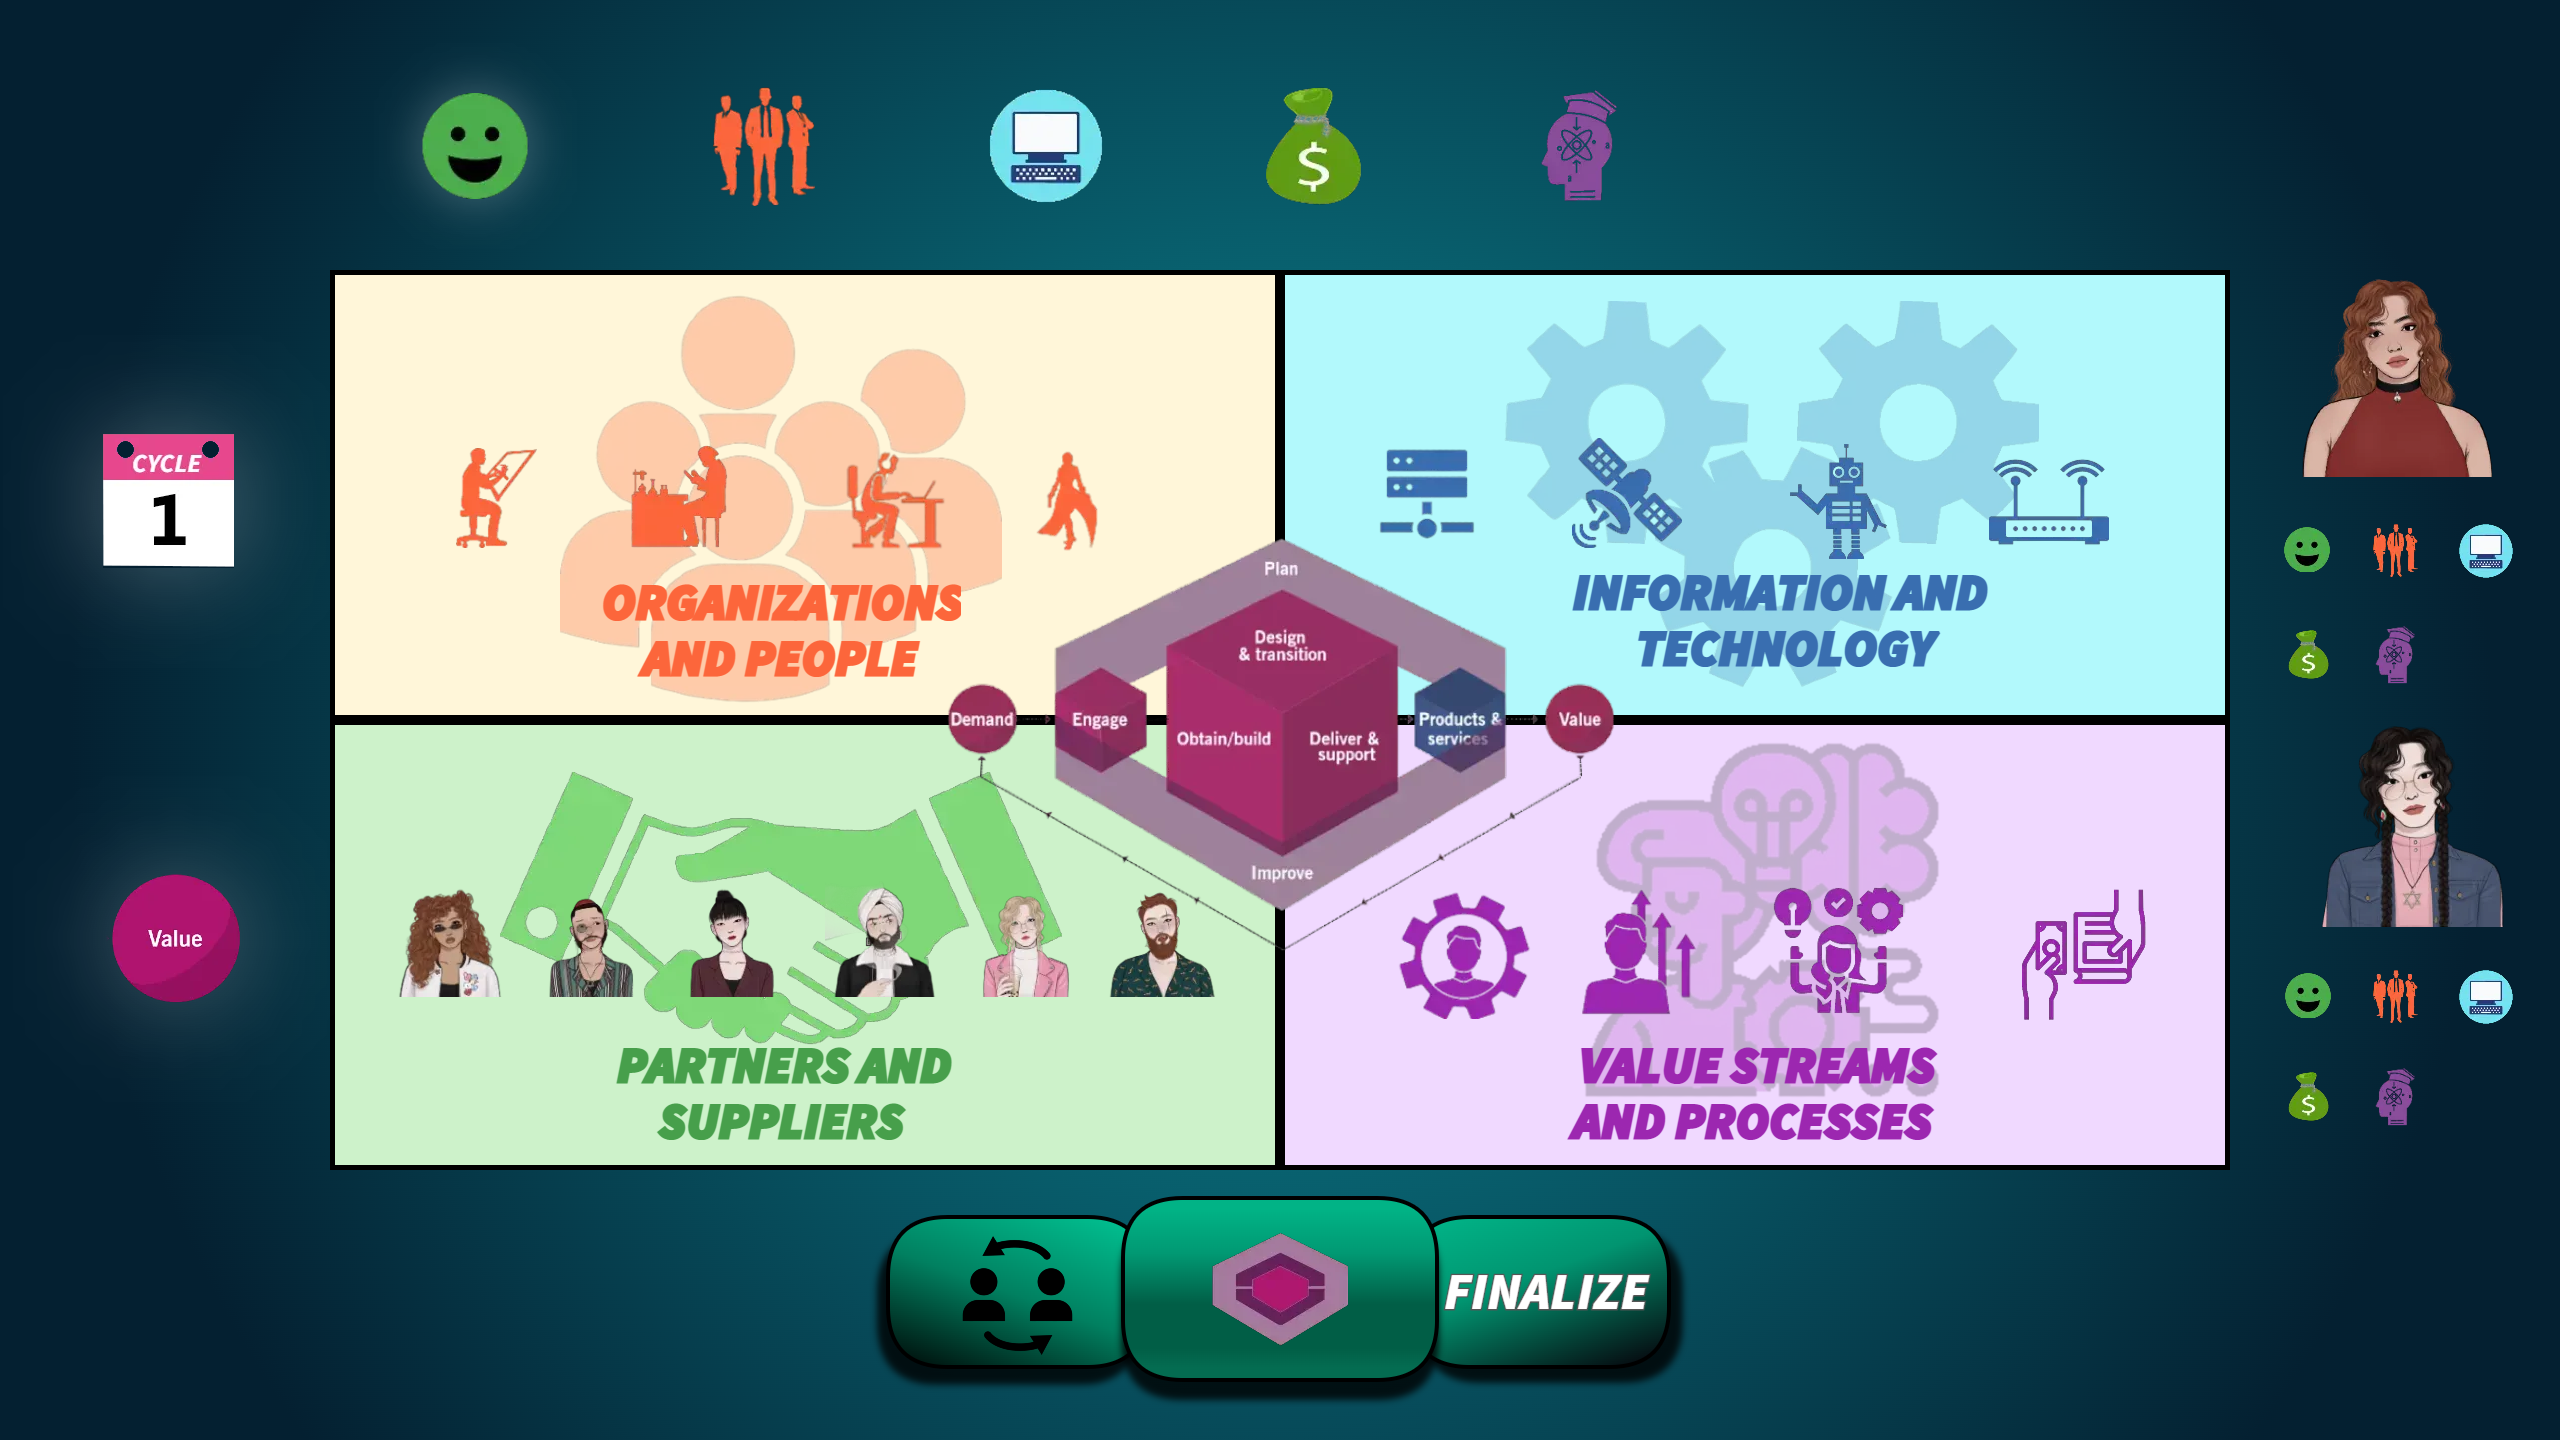 CYCLE
1
ORGANIZATIONS
AND PEOPLE
INFORMATION AND
TECHNOLOGY
Plan
Design
& transition
Demand
Engage
Obtain/build
Deliver &
support
Products &
services
Value
Improve
Value
PARTNERS AND
SUPPLIERS
VALUE STREAMS
AND PROCESSES
$
$
$
FINALIZE